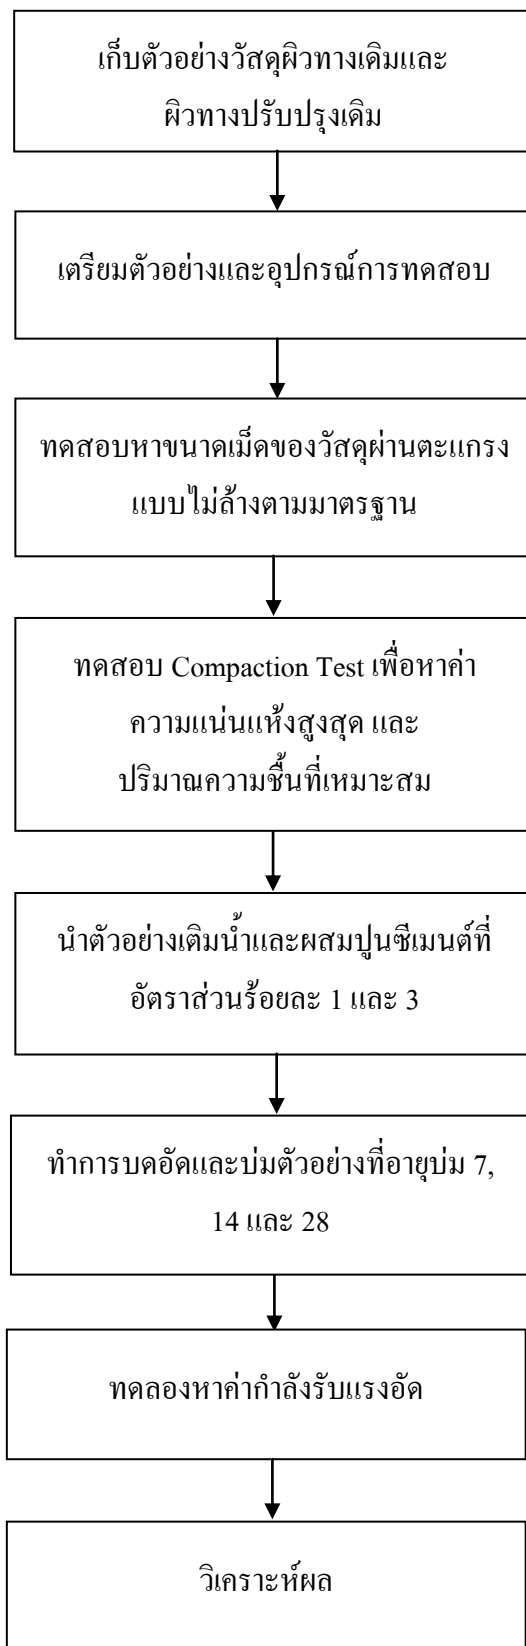 เก็บตัวอย่างวัสดุผิวทางเดิมและ
ผิวทางปรับปรุงเดิม
เตรียมตัวอย่างและอุปกรณ์การทดสอบ
ทดสอบหาขนาดเม็ดของวัสดุผ่านตะแกรง
แบบไม่ล้างตามมาตรฐาน
ทดสอบ Compaction Test เพื่อหาค่า
ความแน่นแห้งสูงสุด และ
ปริมาณความชื้นที่เหมาะสม
นำตัวอย่างเติมน้ำและผสมปูนซีเมนต์ที่
อัตราส่วนร้อยละ 1 และ 3
ทำการบดอัดและบ่มตัวอย่างที่อายุบ่ม 7,
14 และ 28
ทดลองหาค่ากำลังรับแรงอัด
วิเคราะห์ผล